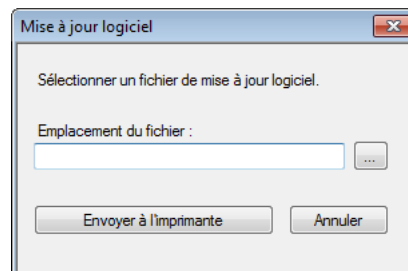 Mise à jour logiciel
Sélectionner un fichier de mise à jour logiciel.
Emplacement du fichier :
...
Envoyer à l'imprimante
Annuler